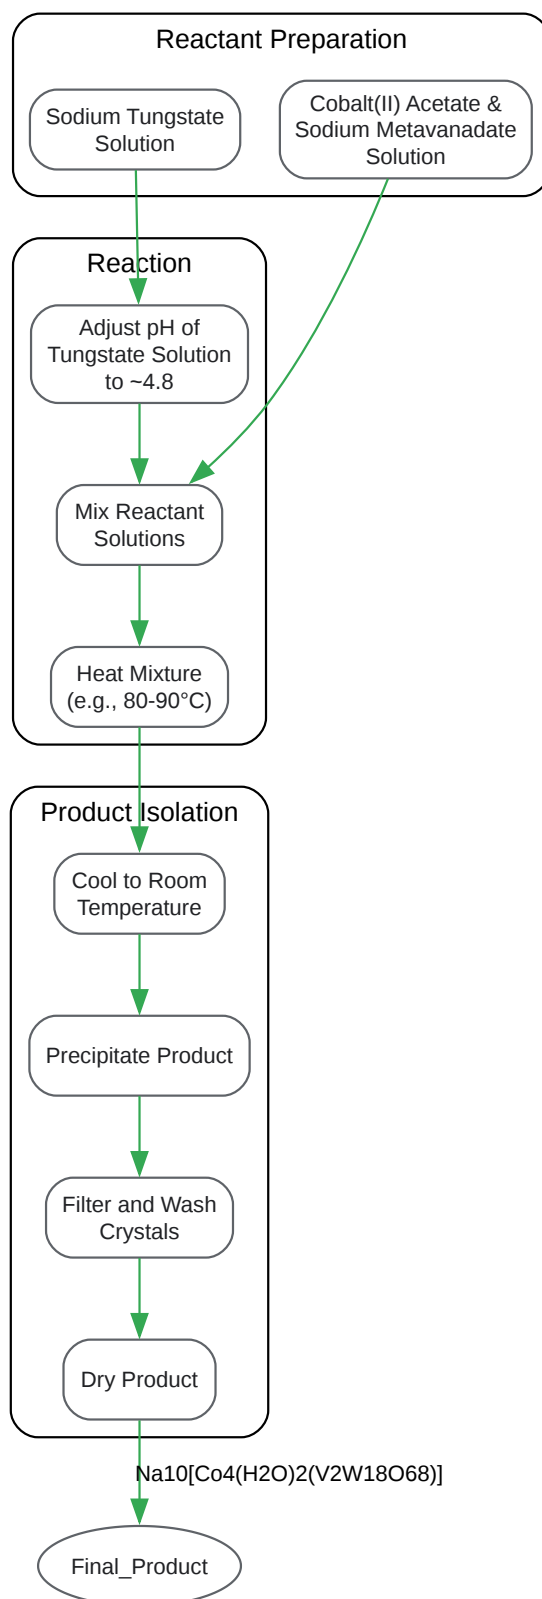 Reactant Preparation
Sodium Tungstate
Solution
Cobalt(II) Acetate &
Sodium Metavanadate
Solution
Reaction
Adjust pH of
Tungstate Solution
to ~4.8
Mix Reactant
Solutions
Heat Mixture
(e.g., 80-90°C)
Product Isolation
Cool to Room
Temperature
Precipitate Product
Filter and Wash
Crystals
Dry Product
Na10[Co4(H2O)2(V2W18O68)]
Final_Product